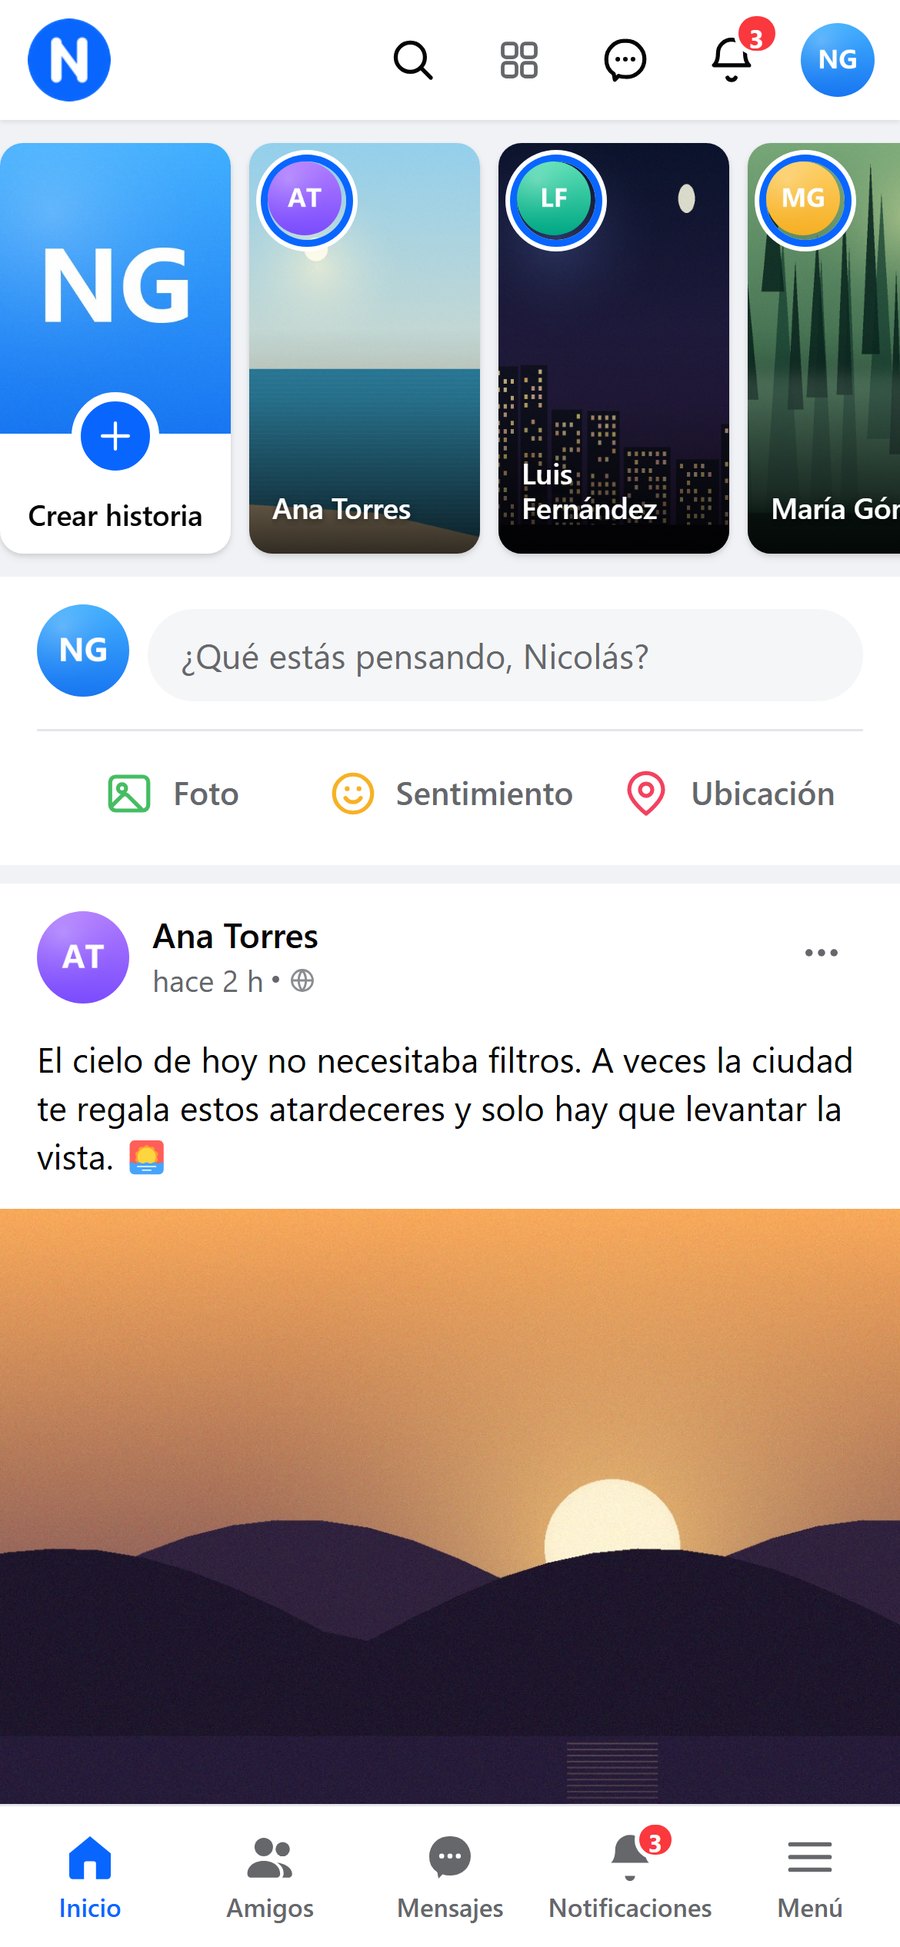 N
3
NG
NG
Crear historia
AT
Ana Torres
LF
Luis
Fernández
MG
María Gór
NG
¿Qué estás pensando, Nicolás?
Foto
Sentimiento
Ubicación
AT
Ana Torres
hace 2 h •
El cielo de hoy no necesitaba filtros. A veces la ciudad
te regala estos atardeceres y solo hay que levantar la
vista. 🌅
Inicio
Amigos
Mensajes
3
Notificaciones
Menú